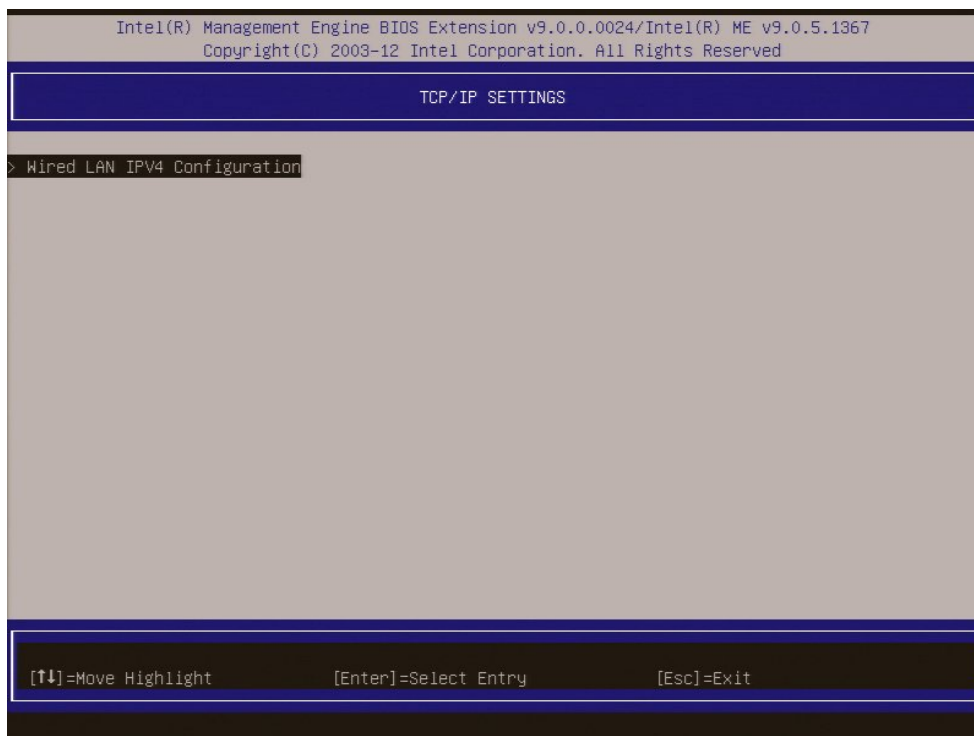 Intel(R) Management Engine BIOS Extension v9.0.0.0024/Intel(R) ME v9.0.5.1367
Copyright(C) 2003-12 Intel Corporation. All Rights Reserved
TCP/IP SETTINGS
> Wired LAN IPV4 Configuration
[↑↓]=Move Highlight [Enter]=Select Entry [Esc]=Exit